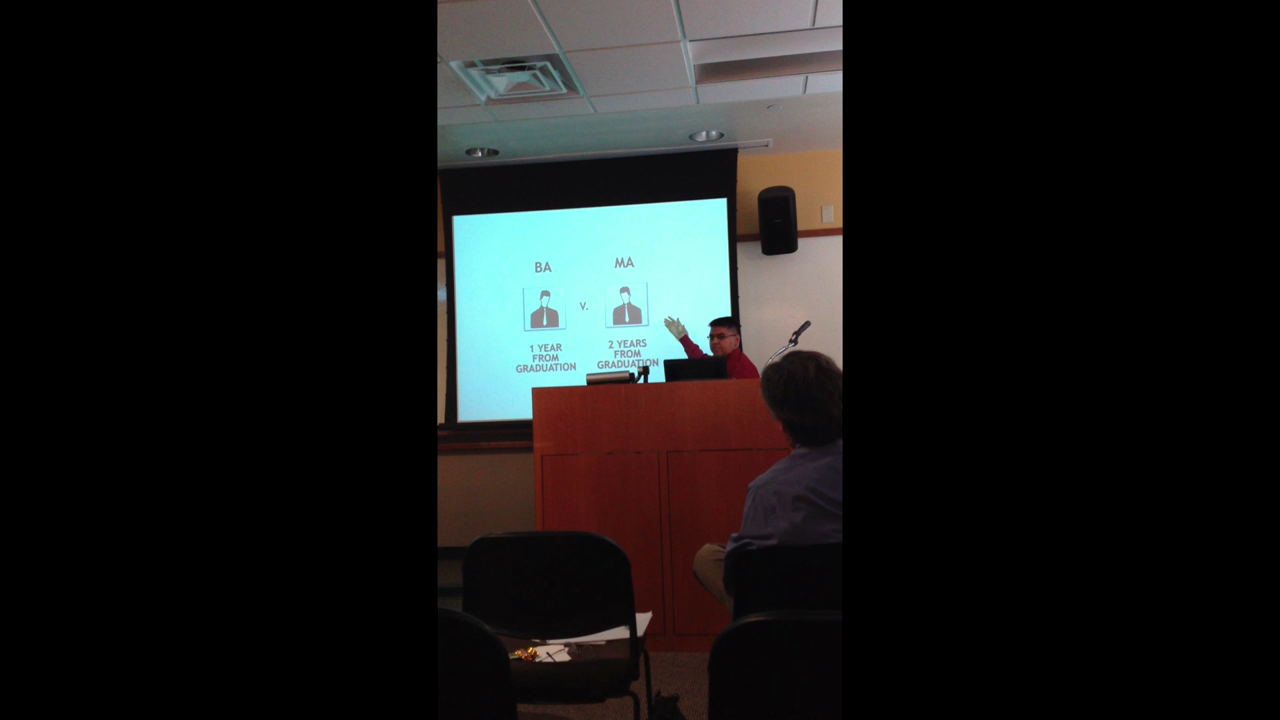 BA
MA
V.
1 YEAR
FROM
GRADUATION
2 YEARS
FROM
GRADUATION